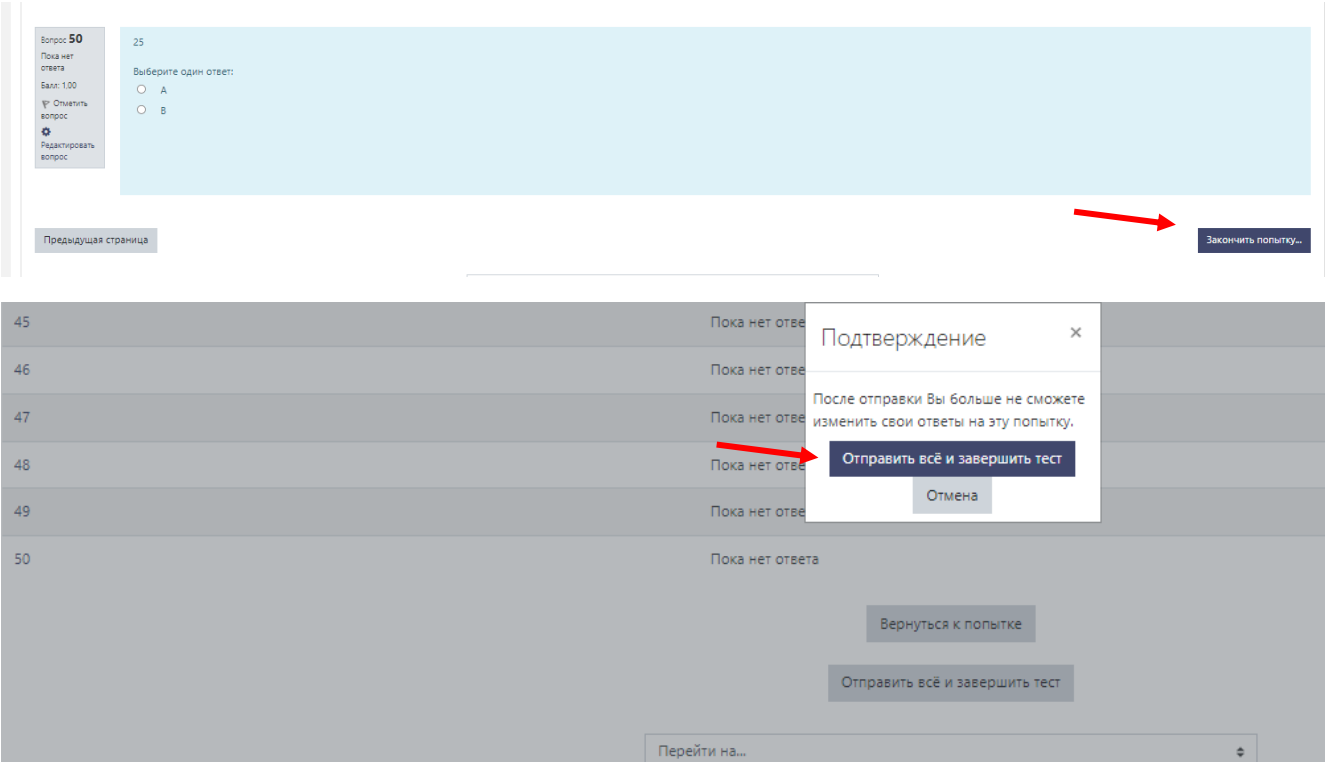 Вопрос 50
Пока нет
ответа
Балл: 1,00
Отметить
вопрос
Редактировать
вопрос
25
Выберите один ответ:
A
B
Предыдущая страница
Закончить попытку...
45 Пока нет отве
46 Пока нет отве
47 Пока нет отве
48 Пока нет отве
49 Пока нет отве
50 Пока нет ответа
Подтверждение ×
После отправки Вы больше не сможете
изменить свои ответы на эту попытку.
Отправить всё и завершить тест
Отмена
Вернуться к попытке
Отправить всё и завершить тест
Перейти на...